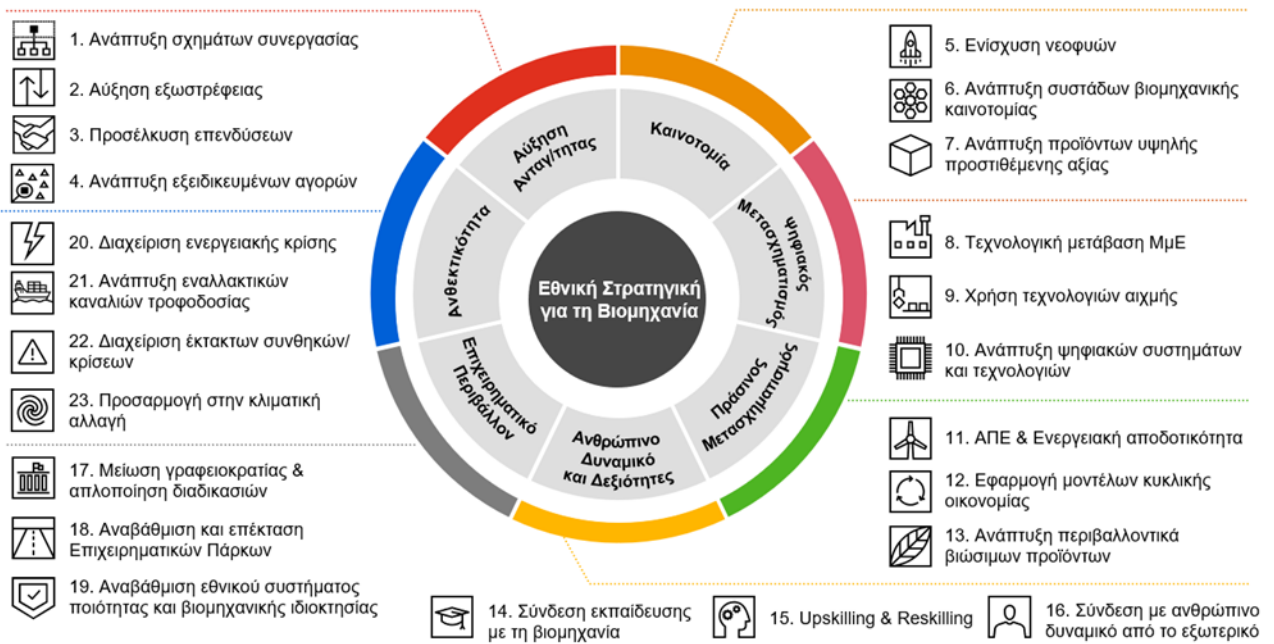 1. Ανάπτυξη σχημάτων συνεργασίας
2. Αύξηση εξωστρέφειας
3. Προσέλκυση επενδύσεων
4. Ανάπτυξη εξειδικευμένων αγορών
20. Διαχείριση ενεργειακής κρίσης
21. Ανάπτυξη εναλλακτικών
καναλιών τροφοδοσίας
22. Διαχείριση έκτακτων συνθηκών/
κρίσεων
23. Προσαρμογή στην κλιματική
αλλαγή
17. Μείωση γραφειοκρατίας &
απλοποίηση διαδικασιών
18. Αναβάθμιση και επέκταση
Επιχειρηματικών Πάρκων
19. Αναβάθμιση εθνικού συστήματος
ποιότητας και βιομηχανικής ιδιοκτησίας
Αύξηση
Ανταγ/τητας
Καινοτομία
Ψηφιακός
Μετασχηματισμός
Πράσινος
Μετασχηματισμός
Ανθρώπινο
Δυναμικό
και Δεξιότητες
Επιχειρηματικό
Περιβάλλον
Ανθεκτικότητα
Εθνική Στρατηγική
για τη Βιομηχανία
5. Ενίσχυση νεοφυών
6. Ανάπτυξη συστάδων βιομηχανικής
καινοτομίας
7. Ανάπτυξη προϊόντων υψηλής
προστιθέμενης αξίας
8. Τεχνολογική μετάβαση ΜμΕ
9. Χρήση τεχνολογιών αιχμής
10. Ανάπτυξη ψηφιακών συστημάτων
και τεχνολογιών
11. ΑΠΕ & Ενεργειακή αποδοτικότητα
12. Εφαρμογή μοντέλων κυκλικής
οικονομίας
13. Ανάπτυξη περιβαλλοντικά
βιώσιμων προϊόντων
14. Σύνδεση εκπαίδευσης
με τη βιομηχανία
15. Upskilling & Reskilling
16. Σύνδεση με ανθρώπινο
δυναμικό από το εξωτερικό